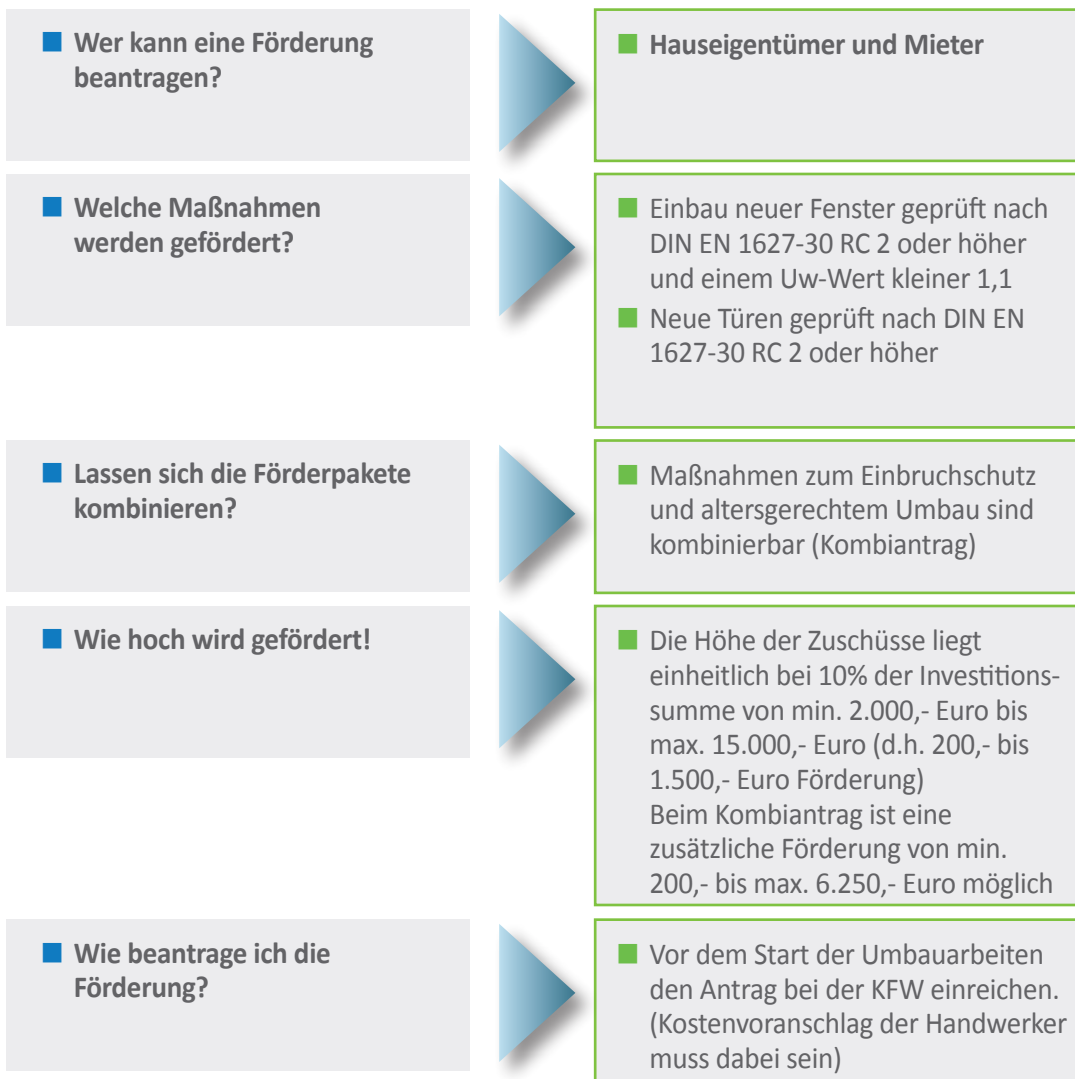 Wer kann eine Förderung
beantragen?
Hauseigentümer und Mieter
Welche Maßnahmen
werden gefördert?
Einbau neuer Fenster geprüft nach
DIN EN 1627-30 RC 2 oder höher
und einem Uw-Wert kleiner 1,1
Neue Türen geprüft nach DIN EN
1627-30 RC 2 oder höher
Lassen sich die Förderpakete
kombinieren?
Maßnahmen zum Einbruchschutz
und altersgerechtem Umbau sind
kombinierbar (Kombiantrag)
Wie hoch wird gefördert!
Die Höhe der Zuschüsse liegt
einheitlich bei 10% der Investitions-
summe von min. 2.000,- Euro bis
max. 15.000,- Euro (d.h. 200,- bis
1.500,- Euro Förderung)
Beim Kombiantrag ist eine
zusätzliche Förderung von min.
200,- bis max. 6.250,- Euro möglich
Wie beantrage ich die
Förderung?
Vor dem Start der Umbauarbeiten
den Antrag bei der KFW einreichen.
(Kostenvoranschlag der Handwerker
muss dabei sein)